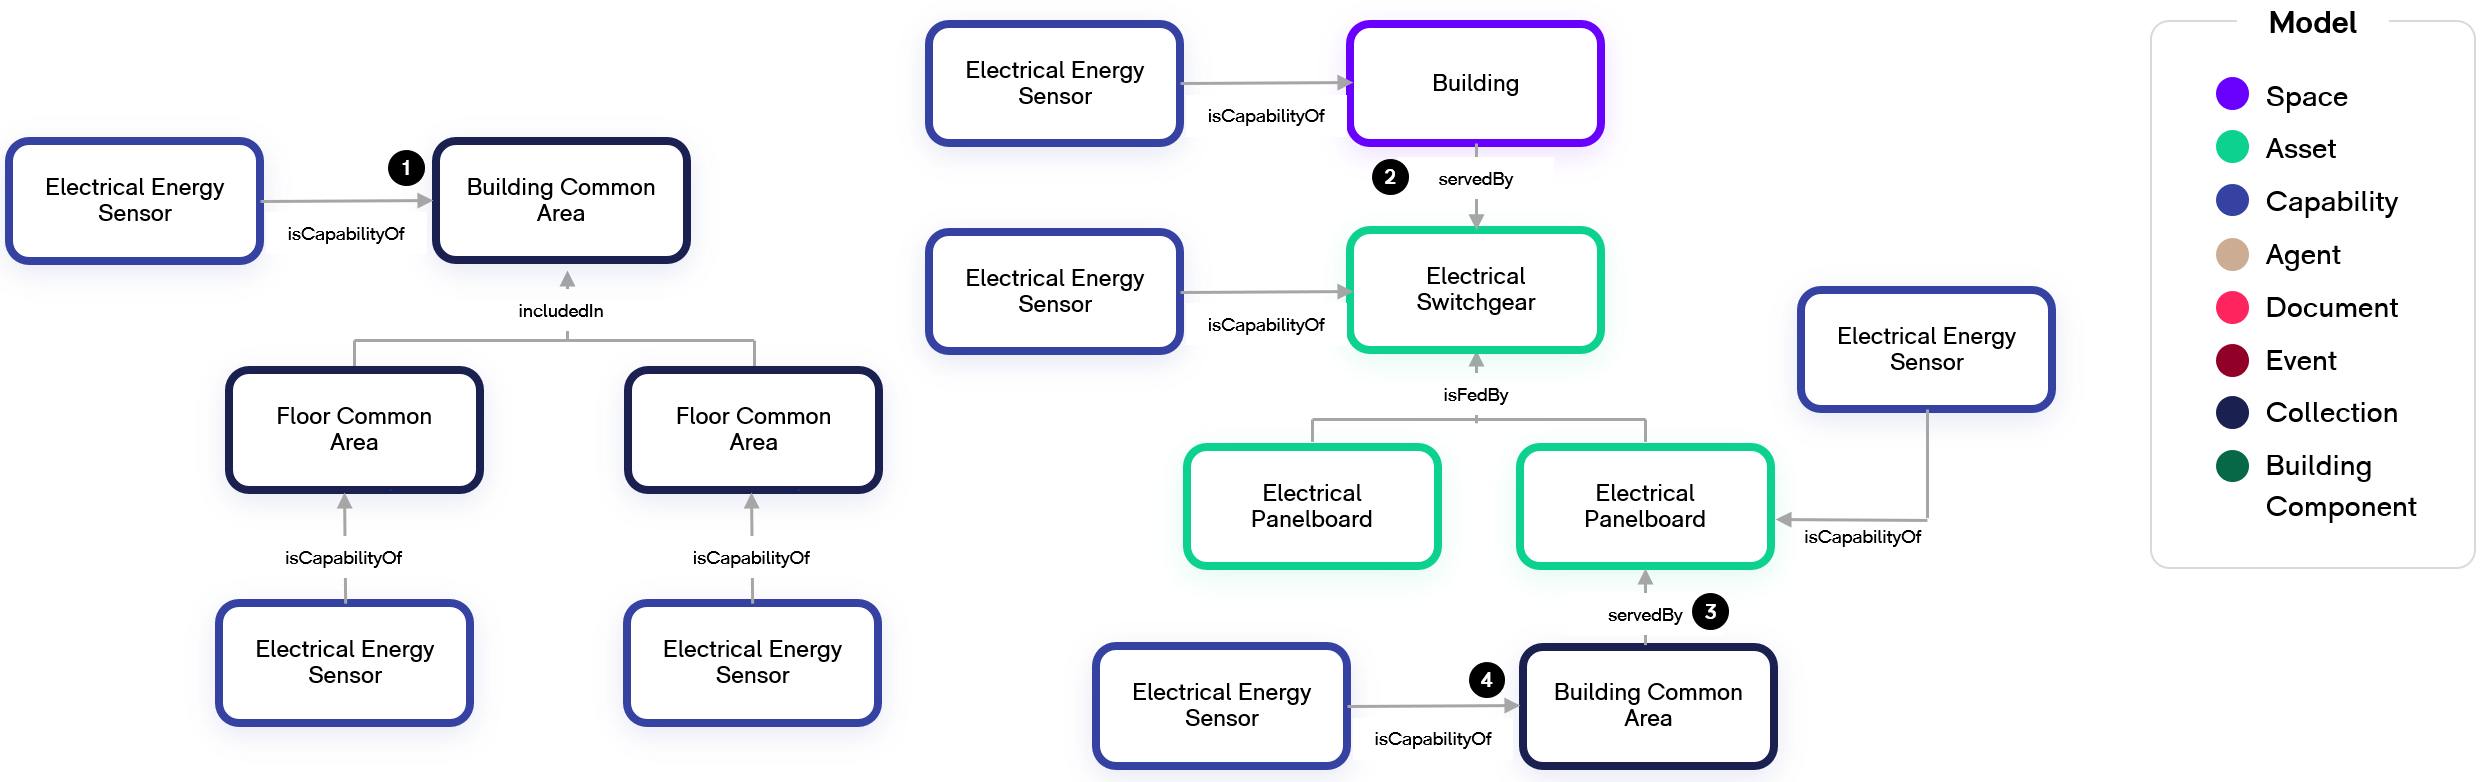 Electrical Energy
Sensor
isCapabilityOf
1
Building Common
Area
includedIn
Floor Common
Area
Floor Common
Area
isCapabilityOf
isCapabilityOf
Electrical Energy
Sensor
Electrical Energy
Sensor
Electrical Energy
Sensor
isCapabilityOf
Building
2
servedBy
Electrical Energy
Sensor
isCapabilityOf
Electrical
Switchgear
isFedBy
Electrical
Panelboard
Electrical
Panelboard
Electrical Energy
Sensor
isCapabilityOf
servedBy
3
Electrical Energy
Sensor
4
isCapabilityOf
Building Common
Area
Model
Space
Asset
Capability
Agent
Document
Event
Collection
Building
Component